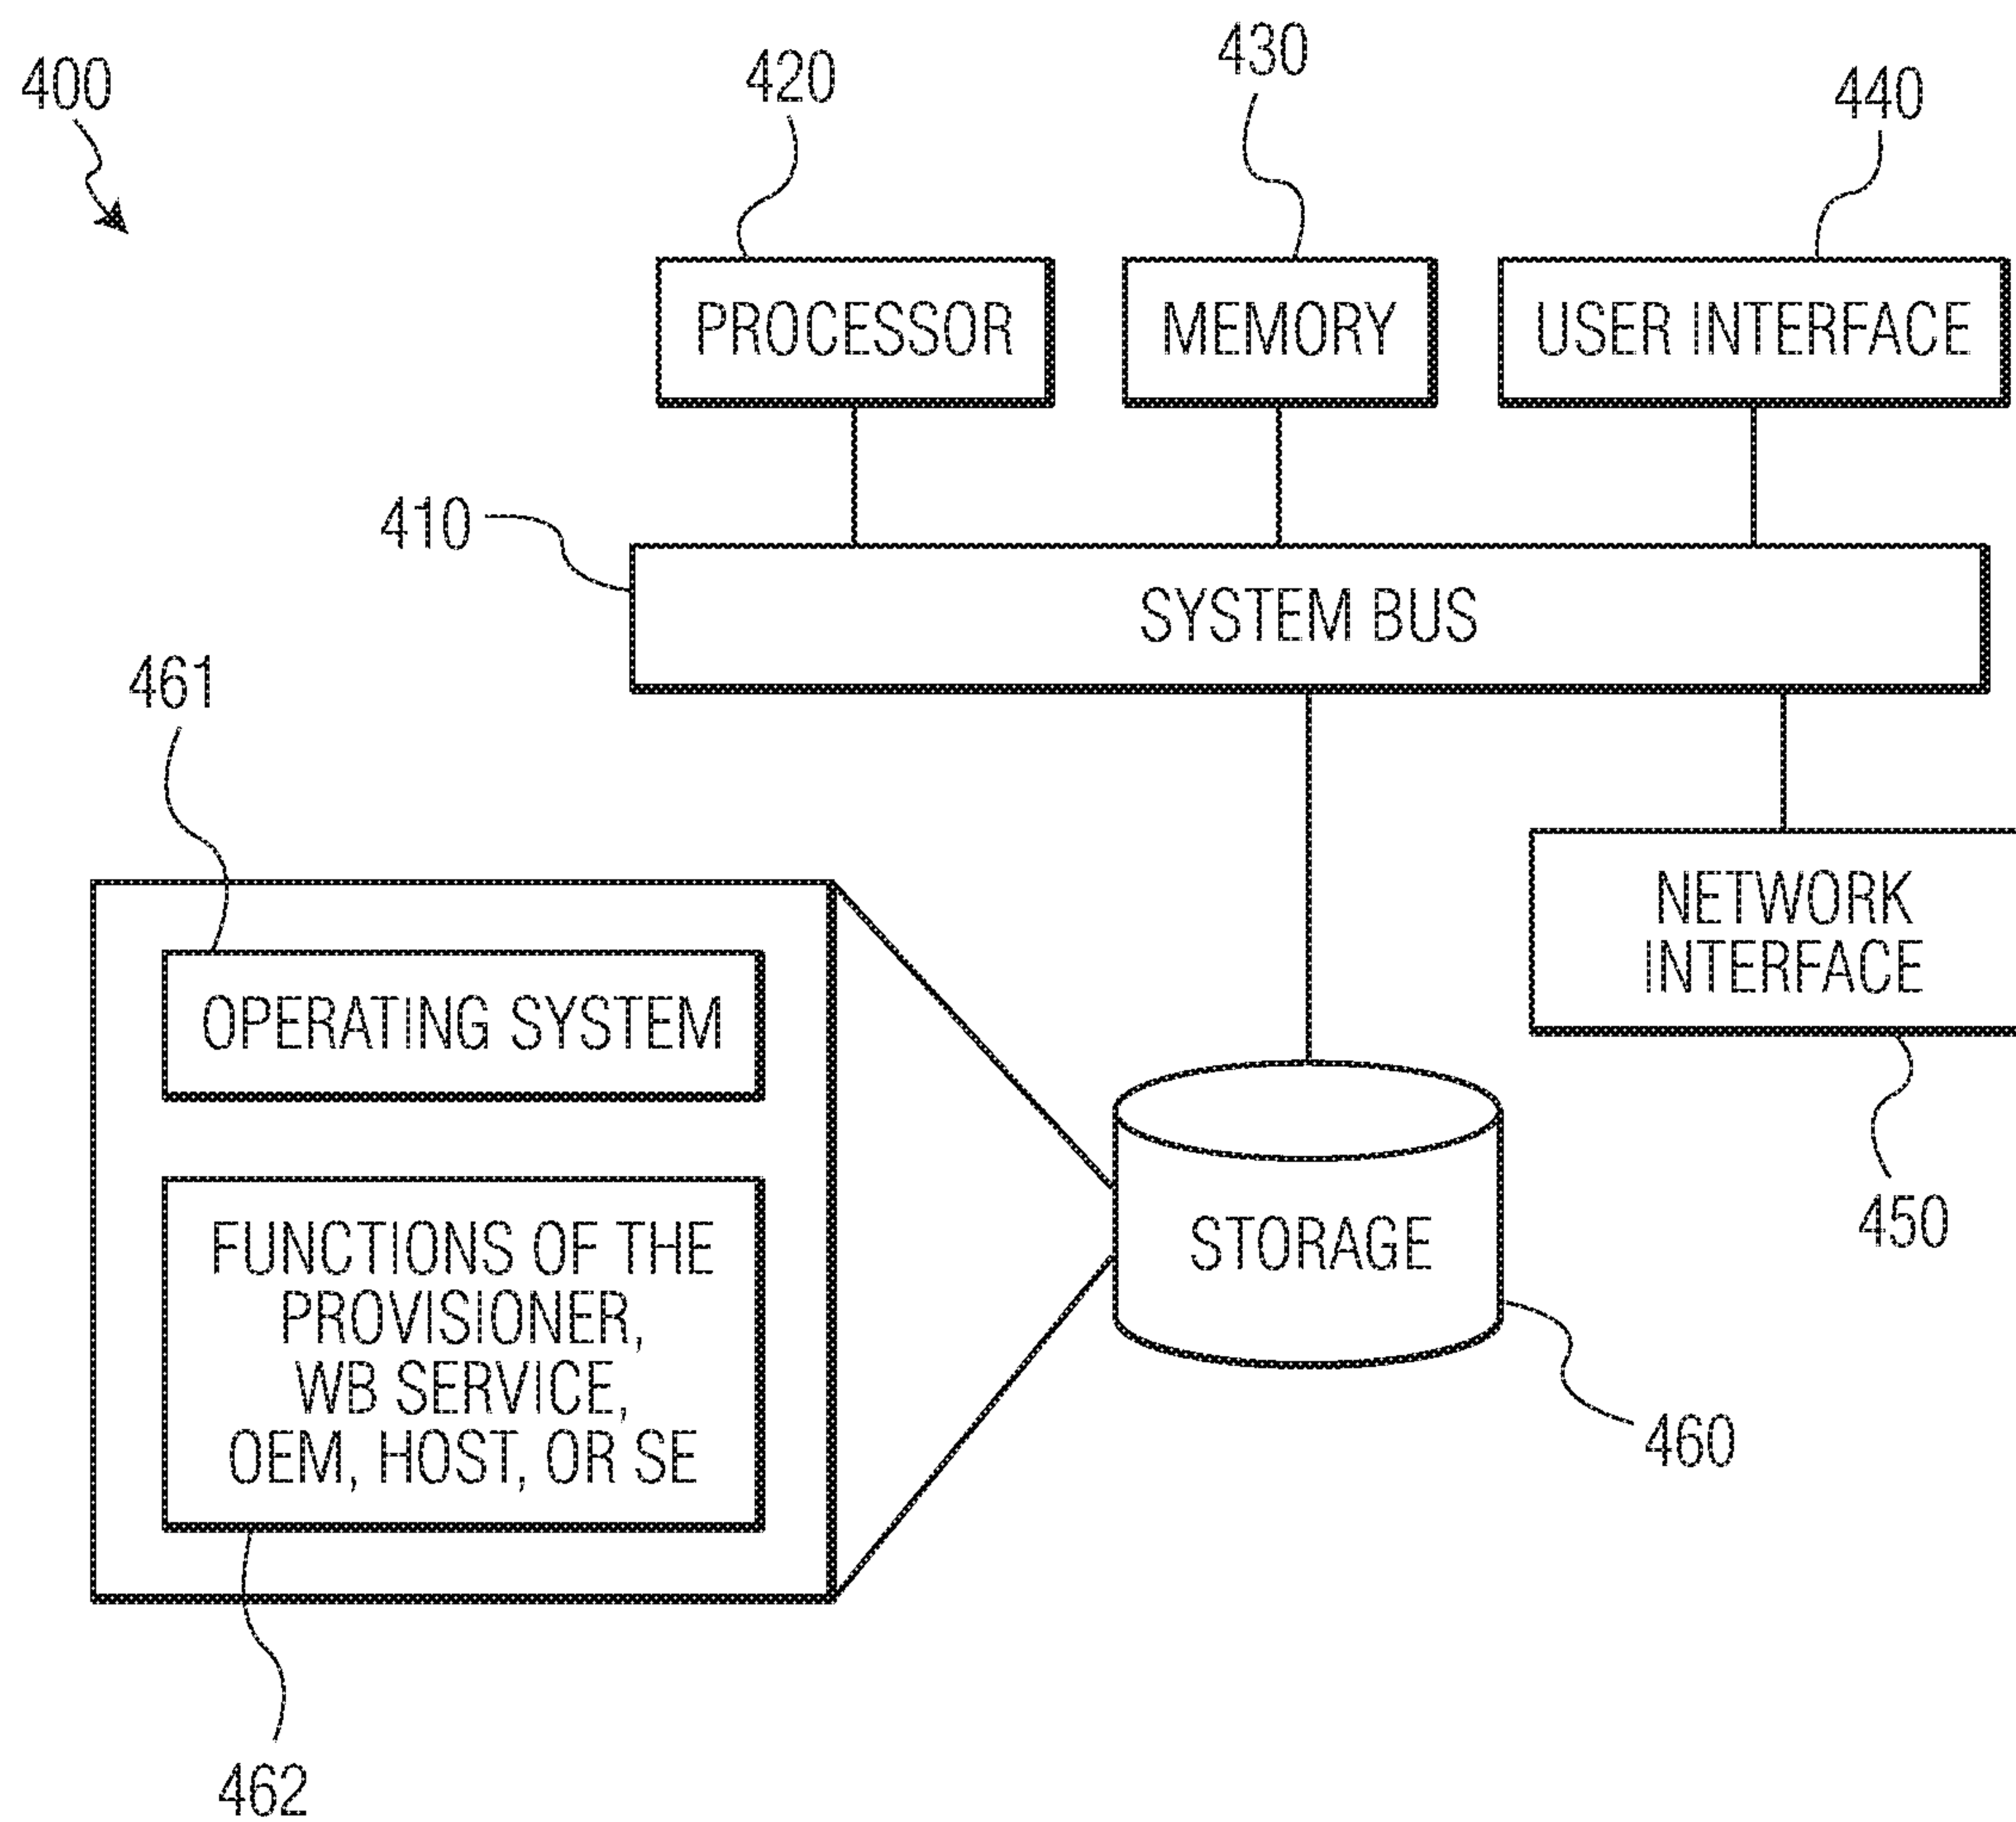 400
420
430
440
PROCESSOR
MEMORY
USER INTERFACE
410
SYSTEM BUS
461
NETWORK
INTERFACE
OPERATING SYSTEM
450
STORAGE
FUNCTIONS OF THE
PROVISIONER,
WB SERVICE,
OEM, HOST, OR SE
460
462